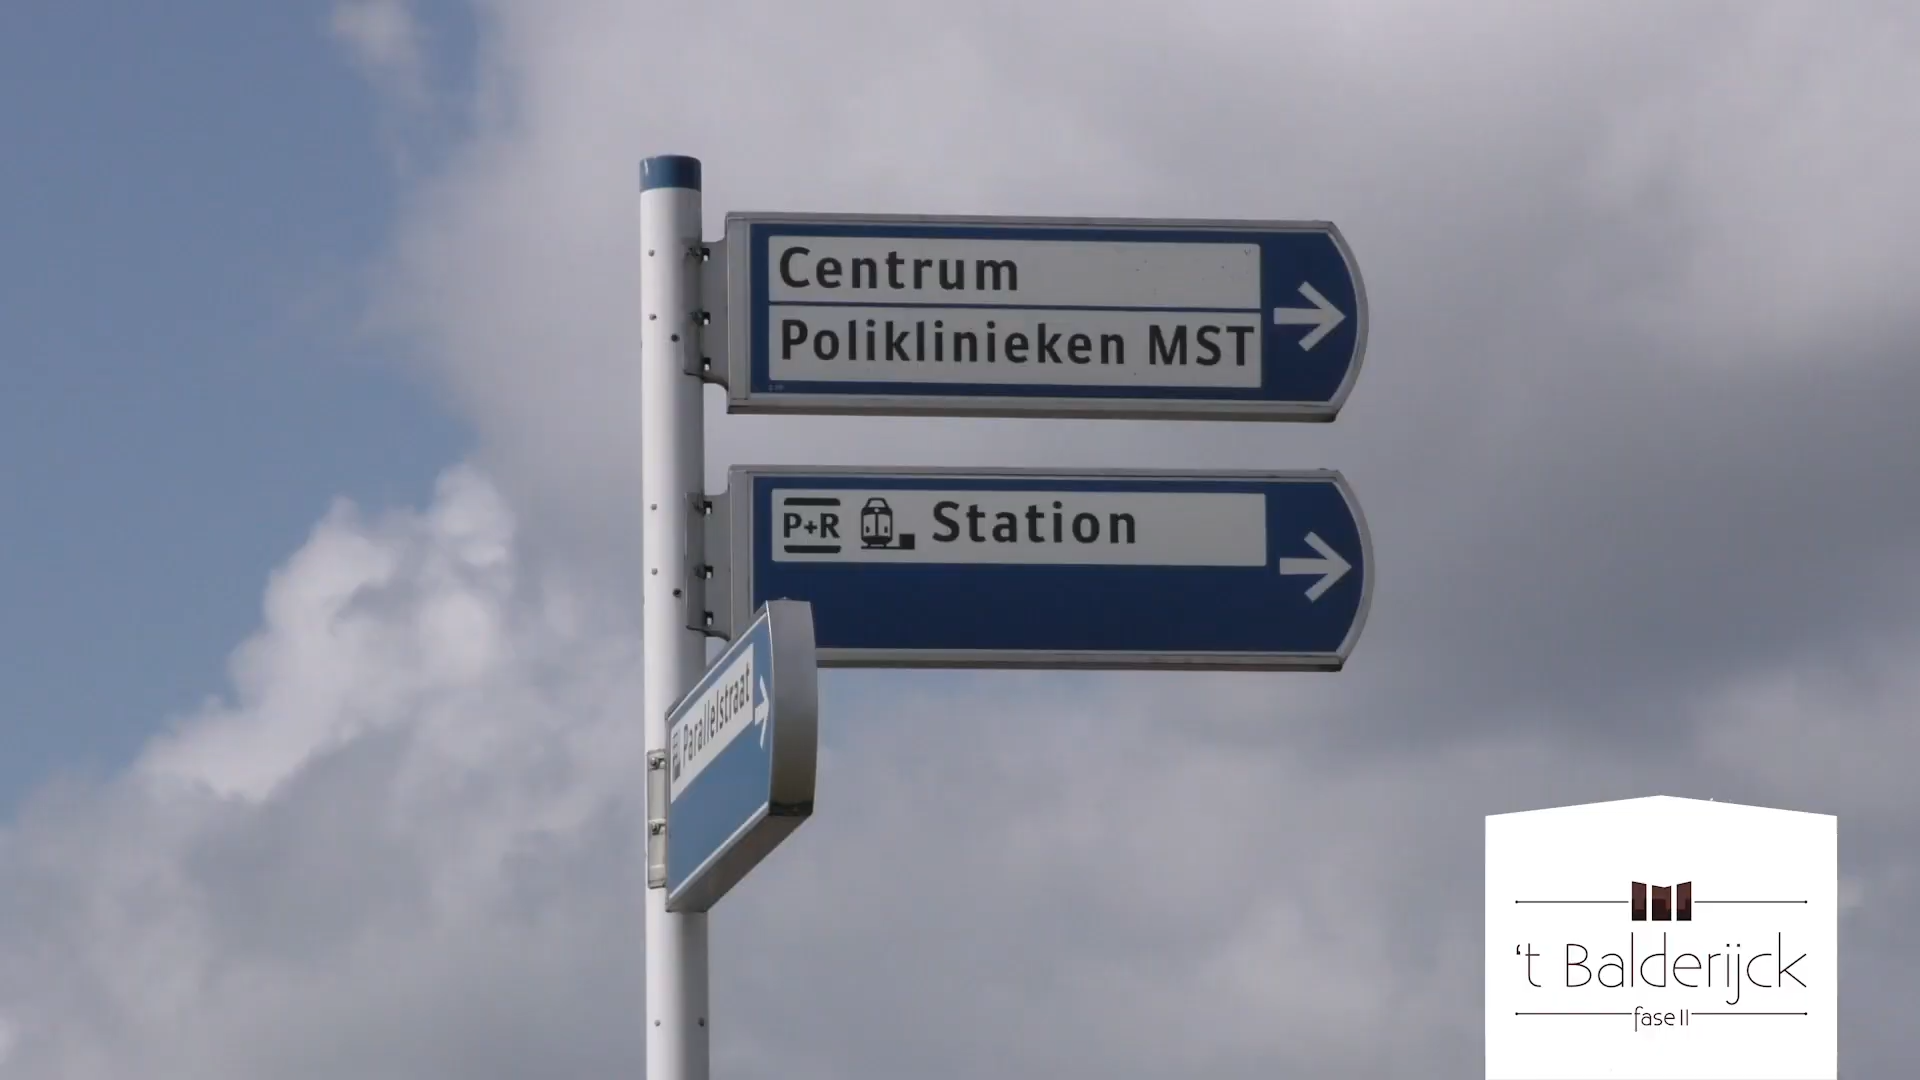 Centrum
Poliklinieken MST
P+R Station
Parallelstraat
't Balderijck
fase II